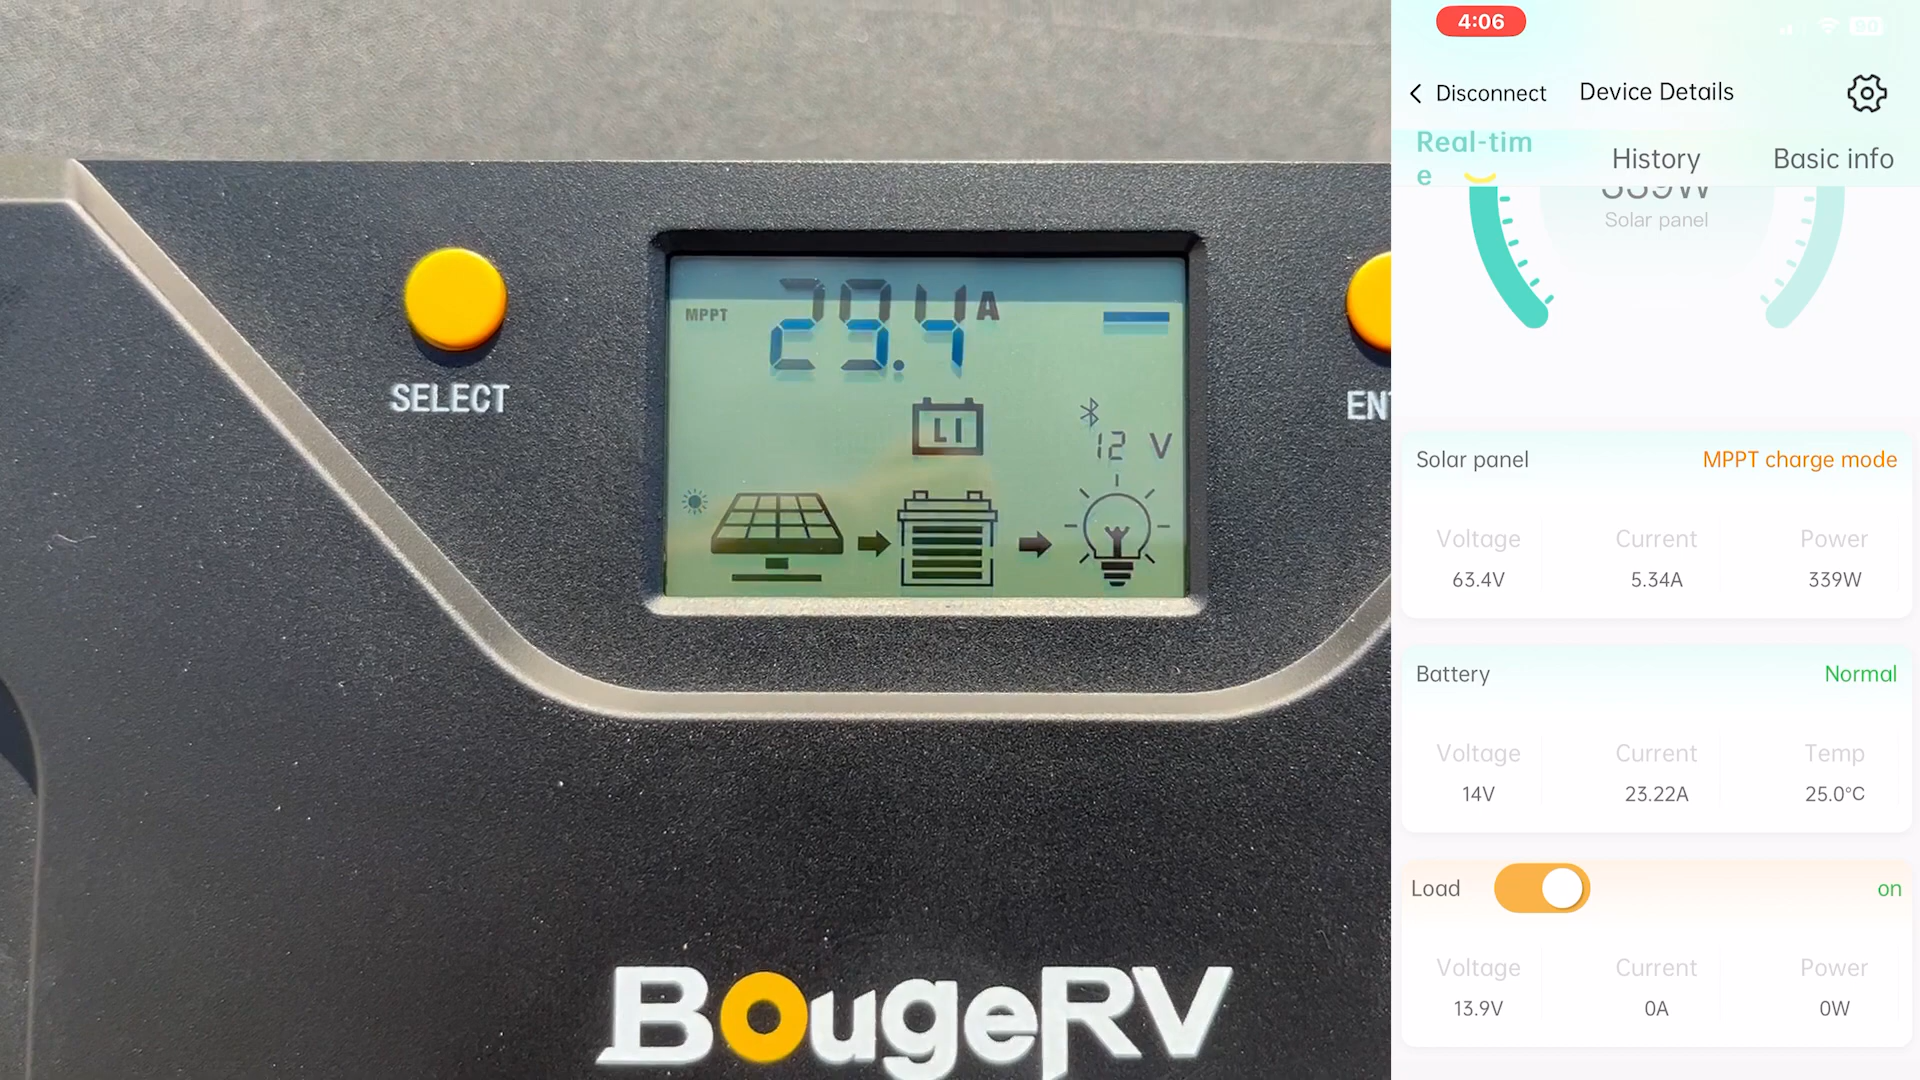 MPPT
29.4 A
LI
12 V
SELECT
BougeRV
4:06
90
Disconnect
Device Details
Real-tim
e
History
Basic info
339W
Solar panel
Solar panel
MPPT charge mode
Voltage
Current
Power
63.4V
5.34A
339W
Battery
Normal
Voltage
Current
Temp
14V
23.22A
25.0°C
Load
on
Voltage
Current
Power
13.9V
0A
0W